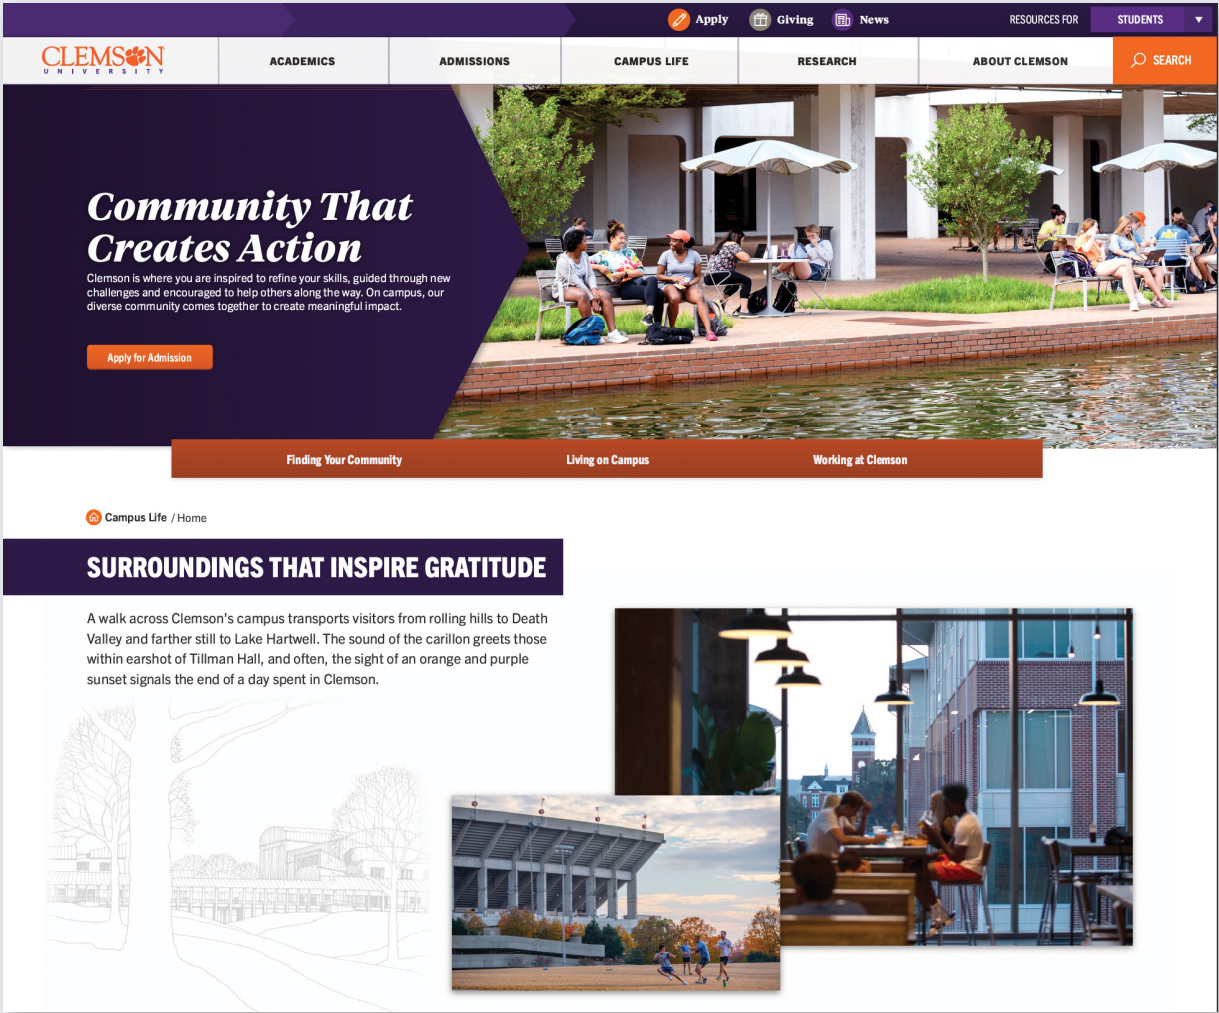 Apply
Giving
News
RESOURCES FOR
STUDENTS
CLEMSON
UNIVERSITY
ACADEMICS
ADMISSIONS
CAMPUS LIFE
RESEARCH
ABOUT CLEMSON
SEARCH
Community That
Creates Action
Clemson is where you are inspired to refine your skills, guided through new
challenges and encouraged to help others along the way. On campus, our
diverse community comes together to create meaningful impact.
Apply for Admission
Finding Your Community
Living on Campus
Working at Clemson
Campus Life / Home
SURROUNDINGS THAT INSPIRE GRATITUDE
A walk across Clemson's campus transports visitors from rolling hills to Death
Valley and farther still to Lake Hartwell. The sound of the carillon greets those
within earshot of Tillman Hall, and often, the sight of an orange and purple
sunset signals the end of a day spent in Clemson.